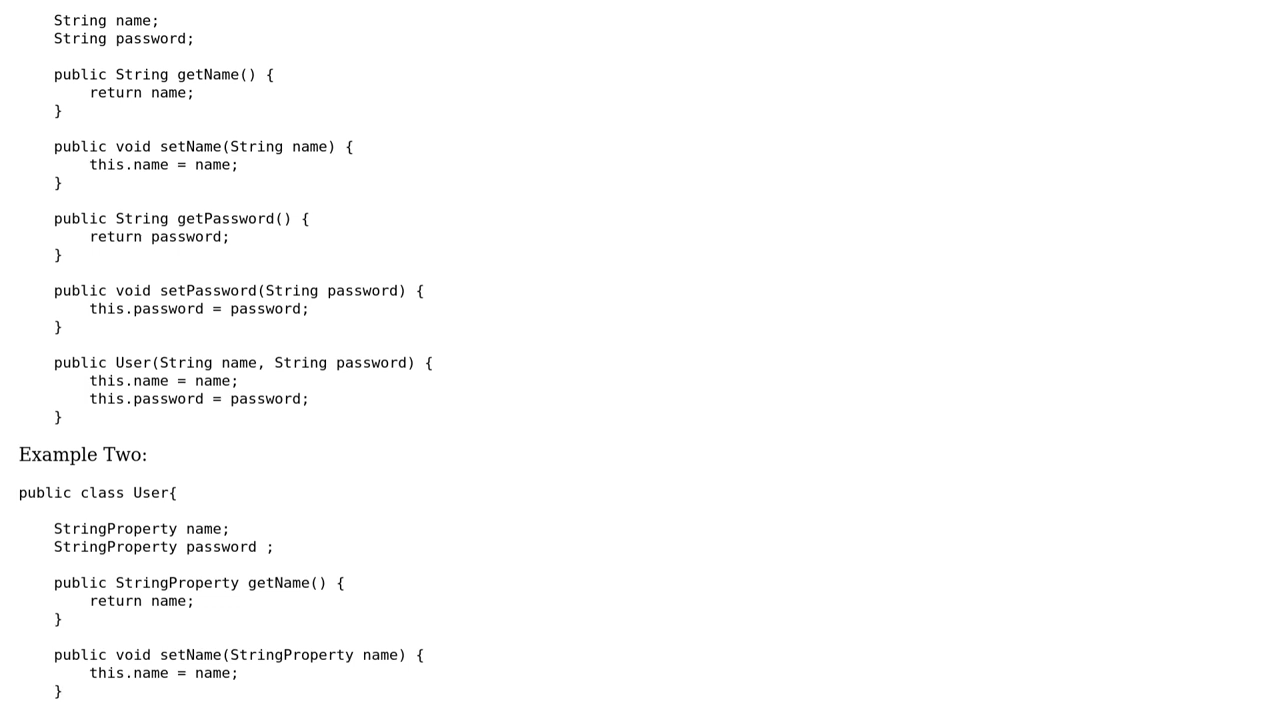 String name;
    String password;

    public String getName() {
        return name;
    }

    public void setName(String name) {
        this.name = name;
    }

    public String getPassword() {
        return password;
    }

    public void setPassword(String password) {
        this.password = password;
    }

    public User(String name, String password) {
        this.name = name;
        this.password = password;
    }
Example Two:
public class User{

    StringProperty name;
    StringProperty password ;

    public StringProperty getName() {
        return name;
    }

    public void setName(StringProperty name) {
        this.name = name;
    }